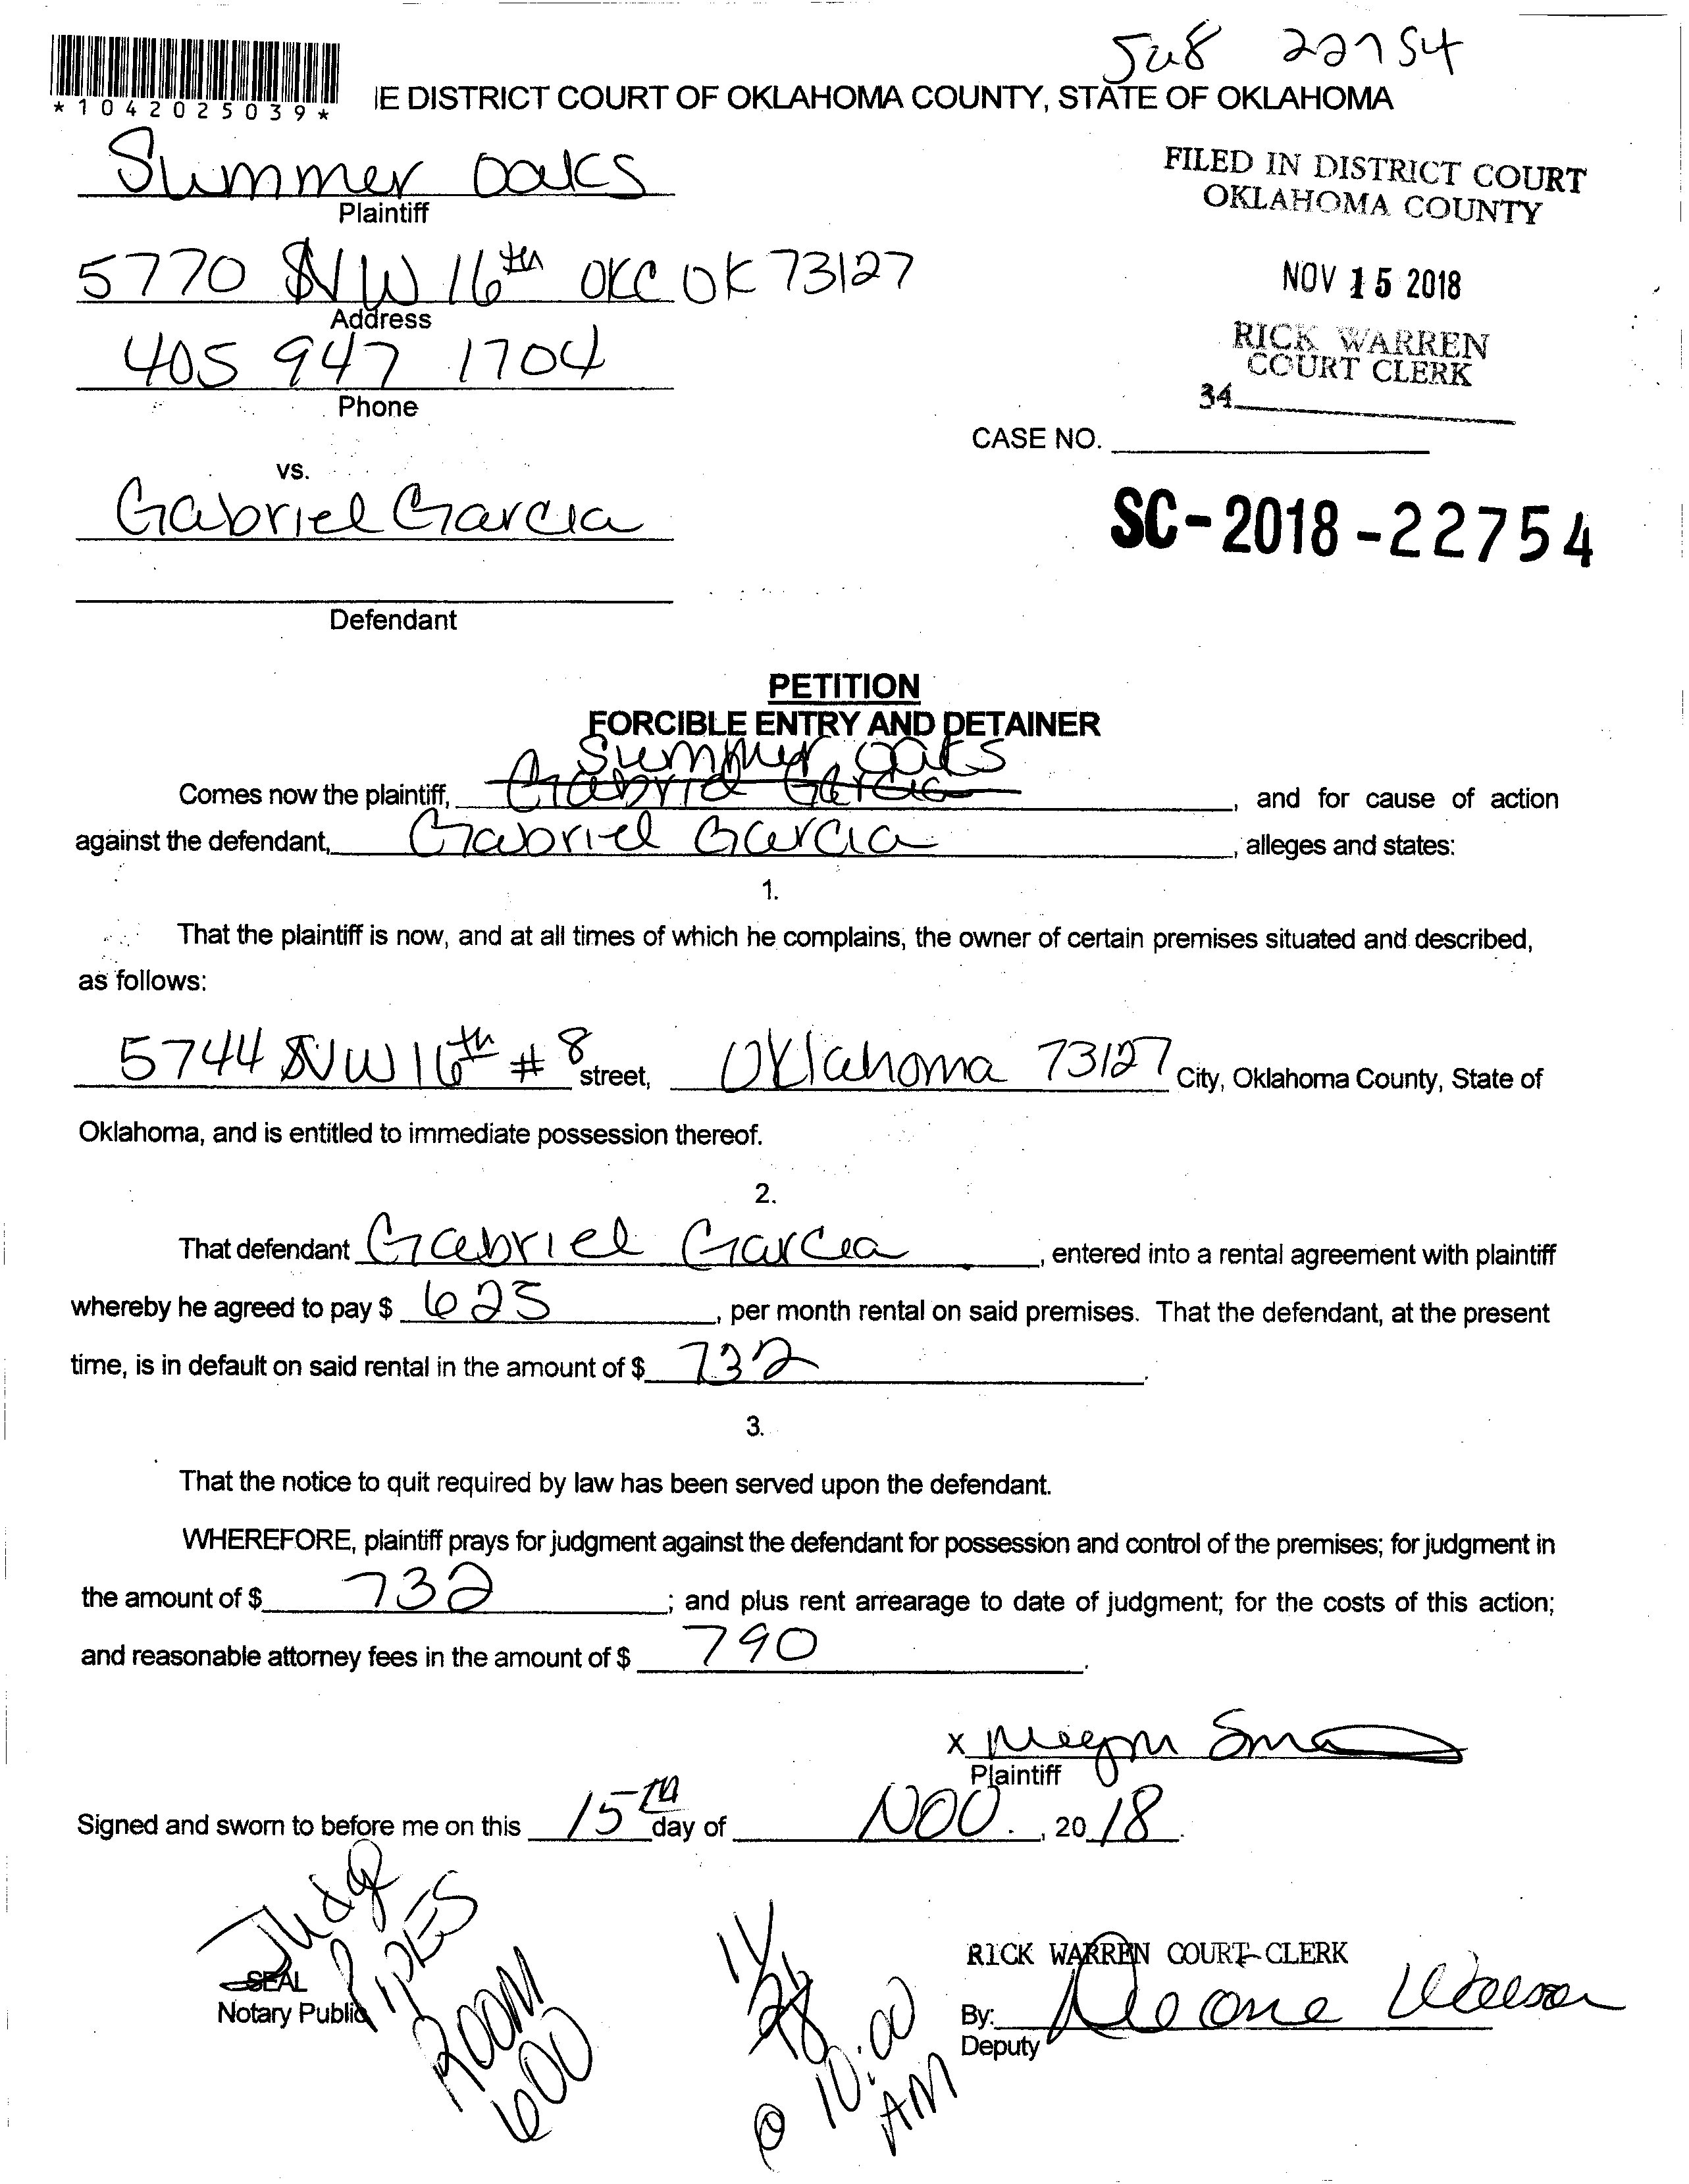 548 22754
*1042025039*
IE DISTRICT COURT OF OKLAHOMA COUNTY, STATE OF OKLAHOMA
Summer Oaks
Plaintiff
FILED IN DISTRICT COURT
OKLAHOMA COUNTY
5770 NW 16th OKC OK 73127
Address
NOV 15 2018
405 947 1704
Phone
RICK WARREN
COURT CLERK
34
CASE NO.
vs.
Gabriel Garcia
SC-2018-22754
Defendant
PETITION
FORCIBLE ENTRY AND DETAINER
Summer Oaks
Comes now the plaintiff, Gabriel Garcia, and for cause of action
against the defendant, Gabriel Garcia, alleges and states:
1.
That the plaintiff is now, and at all times of which he complains, the owner of certain premises situated and described,
as follows:
5744 NW 16th # 8 street, Oklahoma 73127 City, Oklahoma County, State of
Oklahoma, and is entitled to immediate possession thereof.
2.
That defendant Gabriel Garcia, entered into a rental agreement with plaintiff
whereby he agreed to pay $ 625, per month rental on said premises. That the defendant, at the present
time, is in default on said rental in the amount of $ 732.
3.
That the notice to quit required by law has been served upon the defendant.
WHEREFORE, plaintiff prays for judgment against the defendant for possession and control of the premises; for judgment in
the amount of $ 732; and plus rent arrearage to date of judgment; for the costs of this action;
and reasonable attorney fees in the amount of $ 790.
x
Plaintiff
Signed and sworn to before me on this 15th day of Nov., 2018.
Judge
Pipes
Room
600
SEAL
Notary Public
@ 10:00
AM
RICK WARREN COURT CLERK
By:
Deputy